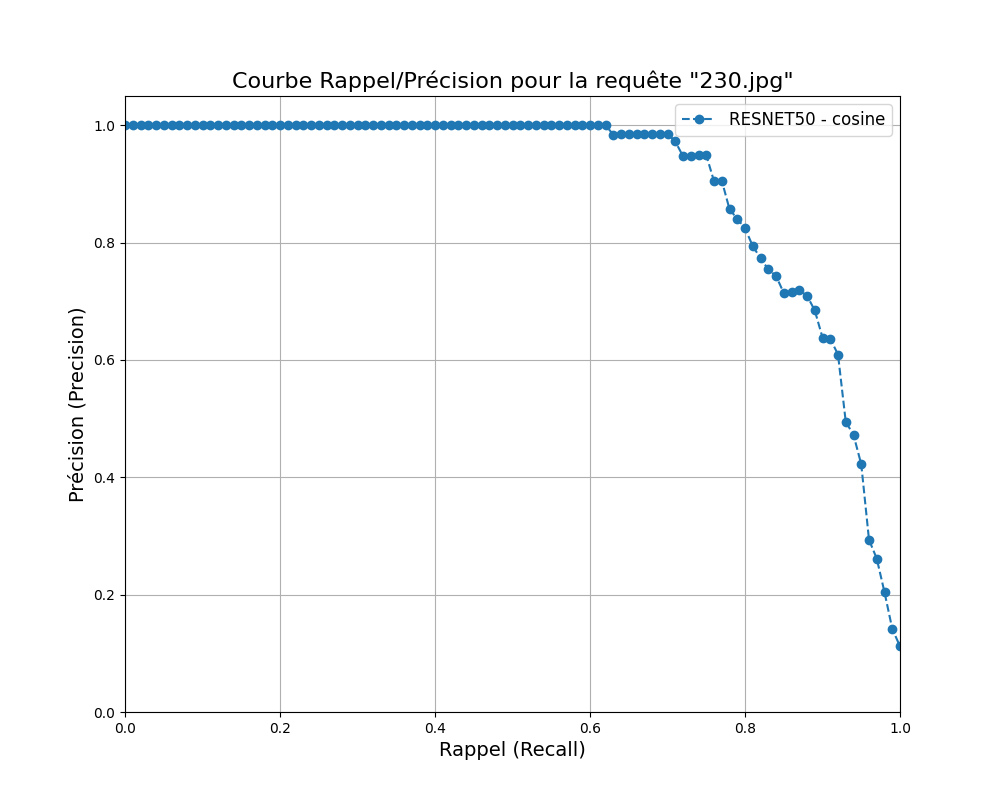 Courbe Rappel/Précision pour la requête "230.jpg"
RESNET50 - cosine
1.0
0.8
0.6
0.4
0.2
0.0
Précision (Precision)
0.0 0.2 0.4 0.6 0.8 1.0
Rappel (Recall)